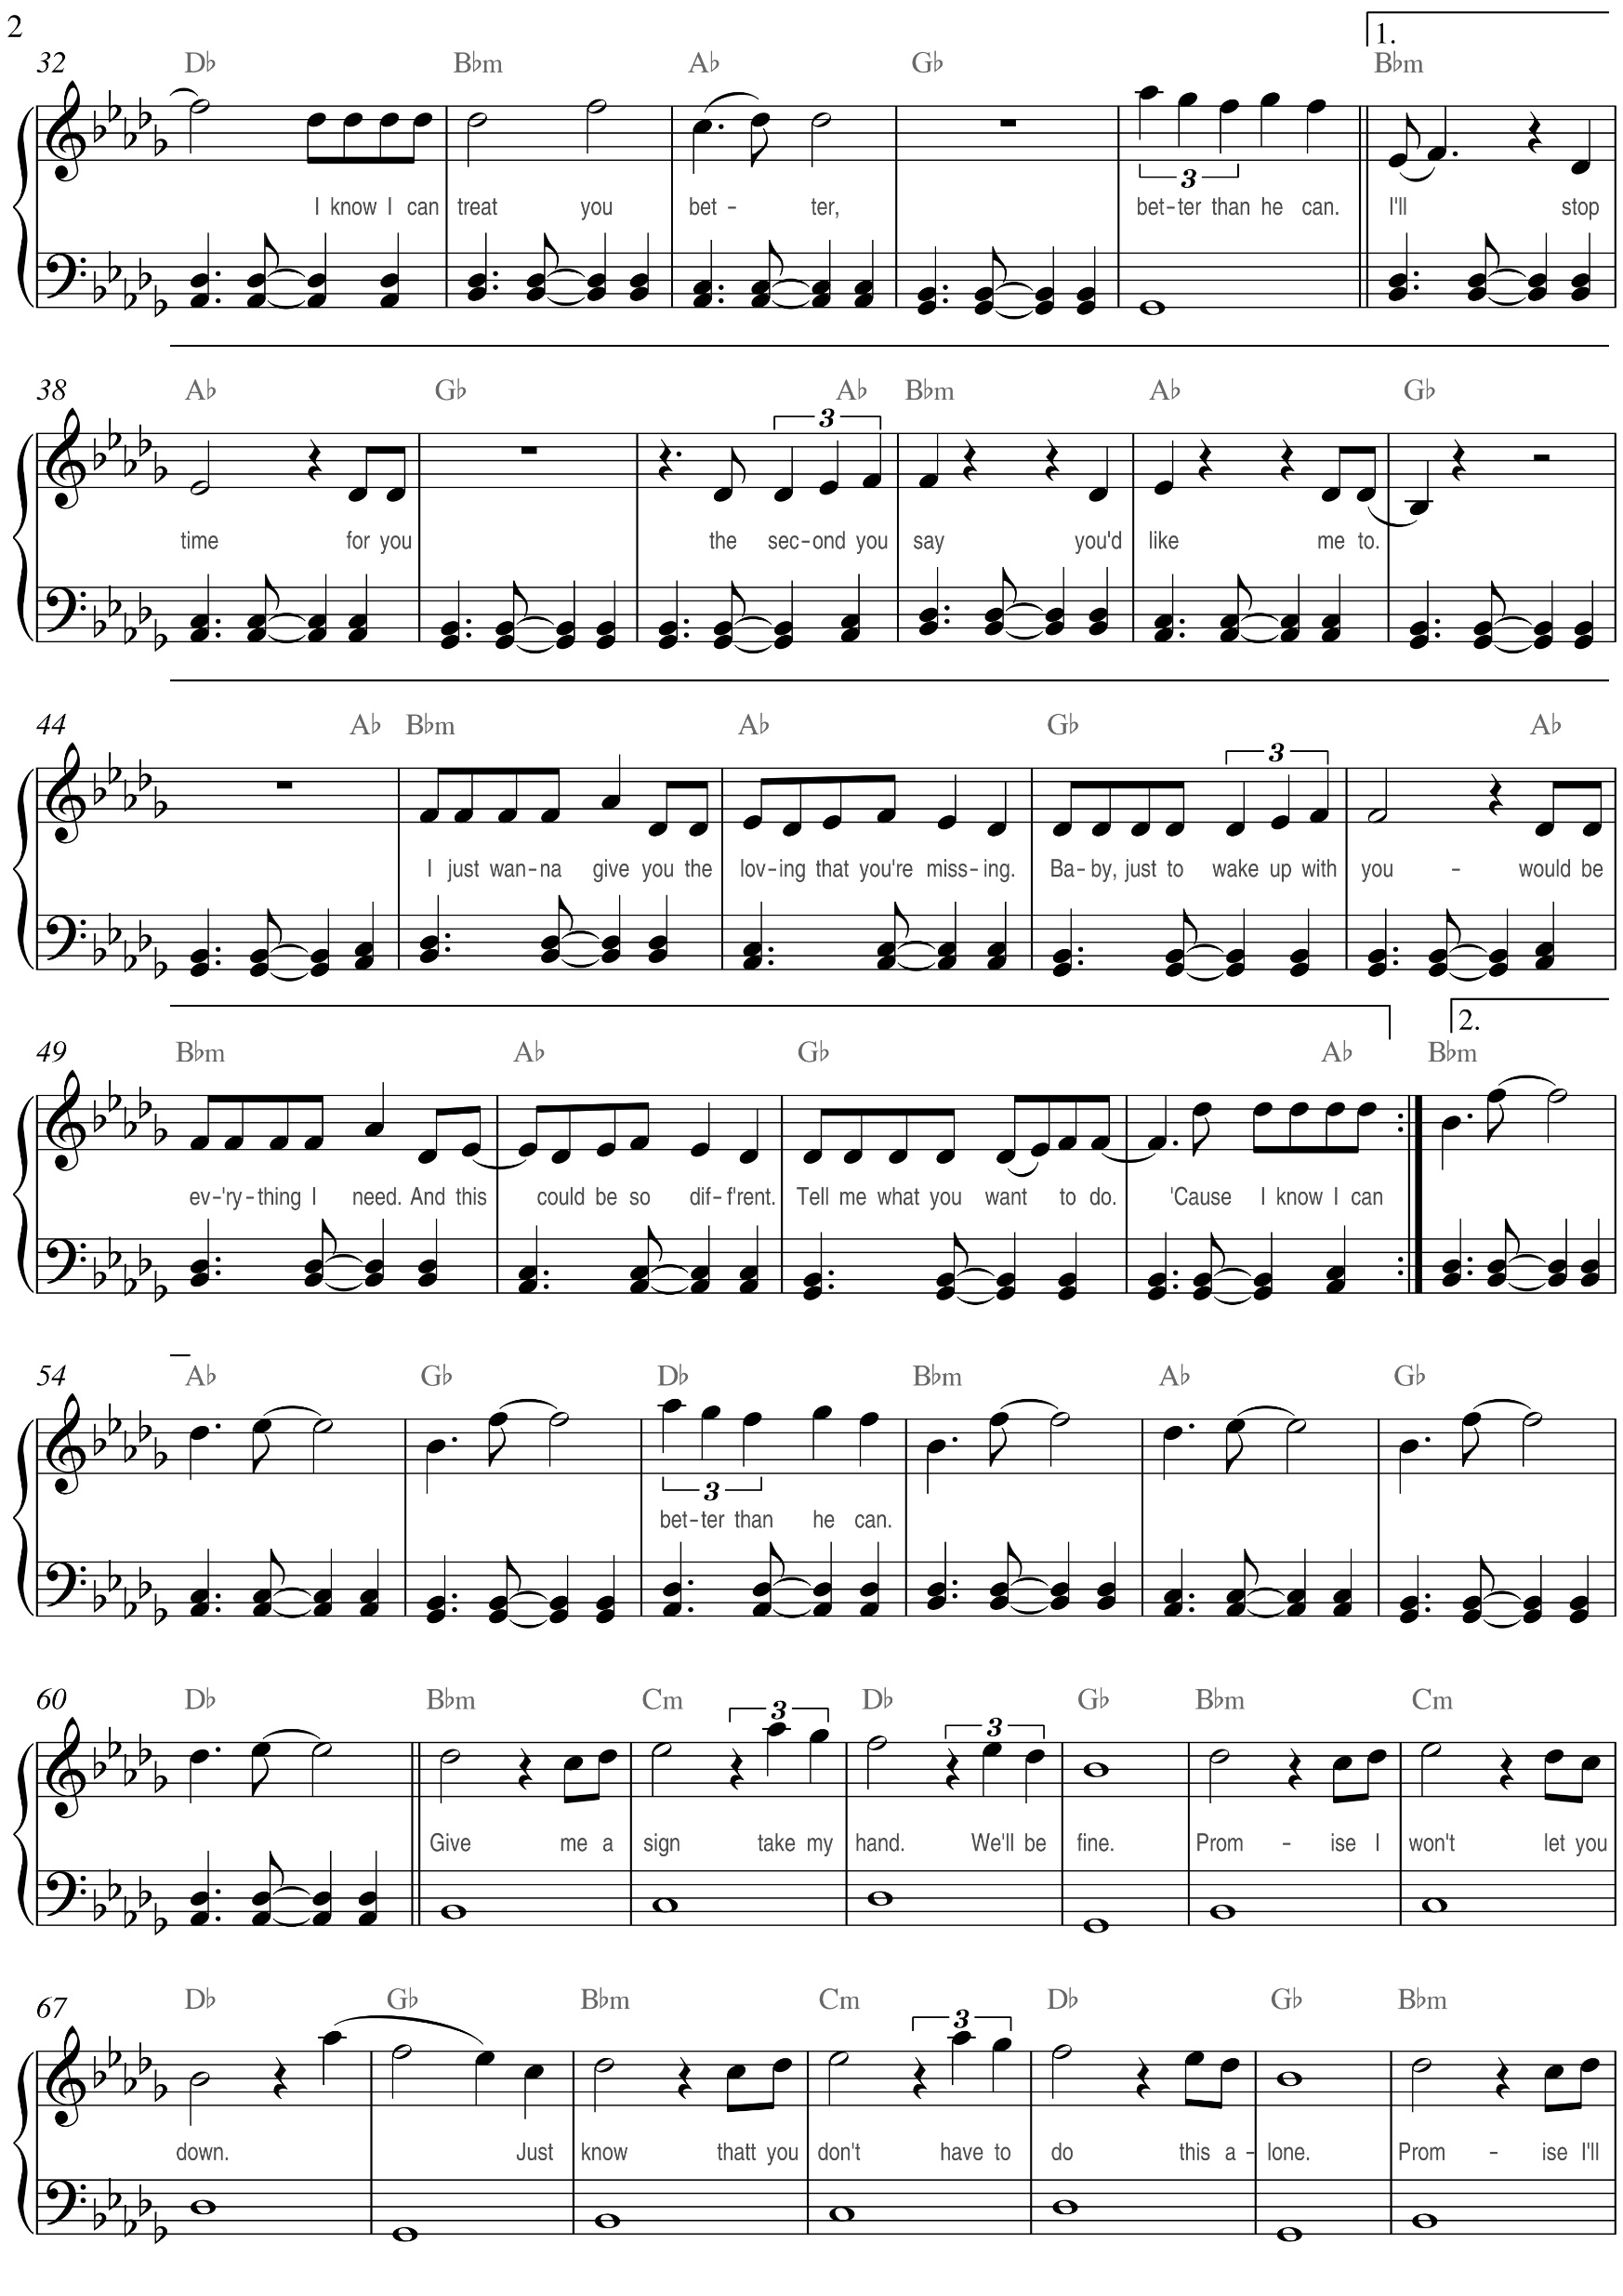 2
1.
32 D♭ B♭m A♭ G♭ B♭m
3
I know I can treat you bet - ter, bet-ter than he can. I'll stop
38 A♭ G♭ A♭ B♭m A♭ G♭
3
time for you the sec-ond you say you'd like me to.
44 A♭ B♭m A♭ G♭ A♭
3
I just wan-na give you the lov-ing that you're miss-ing. Ba-by, just to wake up with you - would be
2.
49 B♭m A♭ G♭ A♭ B♭m
ev-'ry-thing I need. And this could be so dif-f'rent. Tell me what you want to do. 'Cause I know I can
54 A♭ G♭ D♭ B♭m A♭ G♭
3
bet-ter than he can.
60 D♭ B♭m Cm D♭ G♭ B♭m Cm
3 3
Give me a sign take my hand. We'll be fine. Prom - ise I won't let you
67 D♭ G♭ B♭m Cm D♭ G♭ B♭m
3
down. Just know thatt you don't have to do this a-lone. Prom - ise I'll